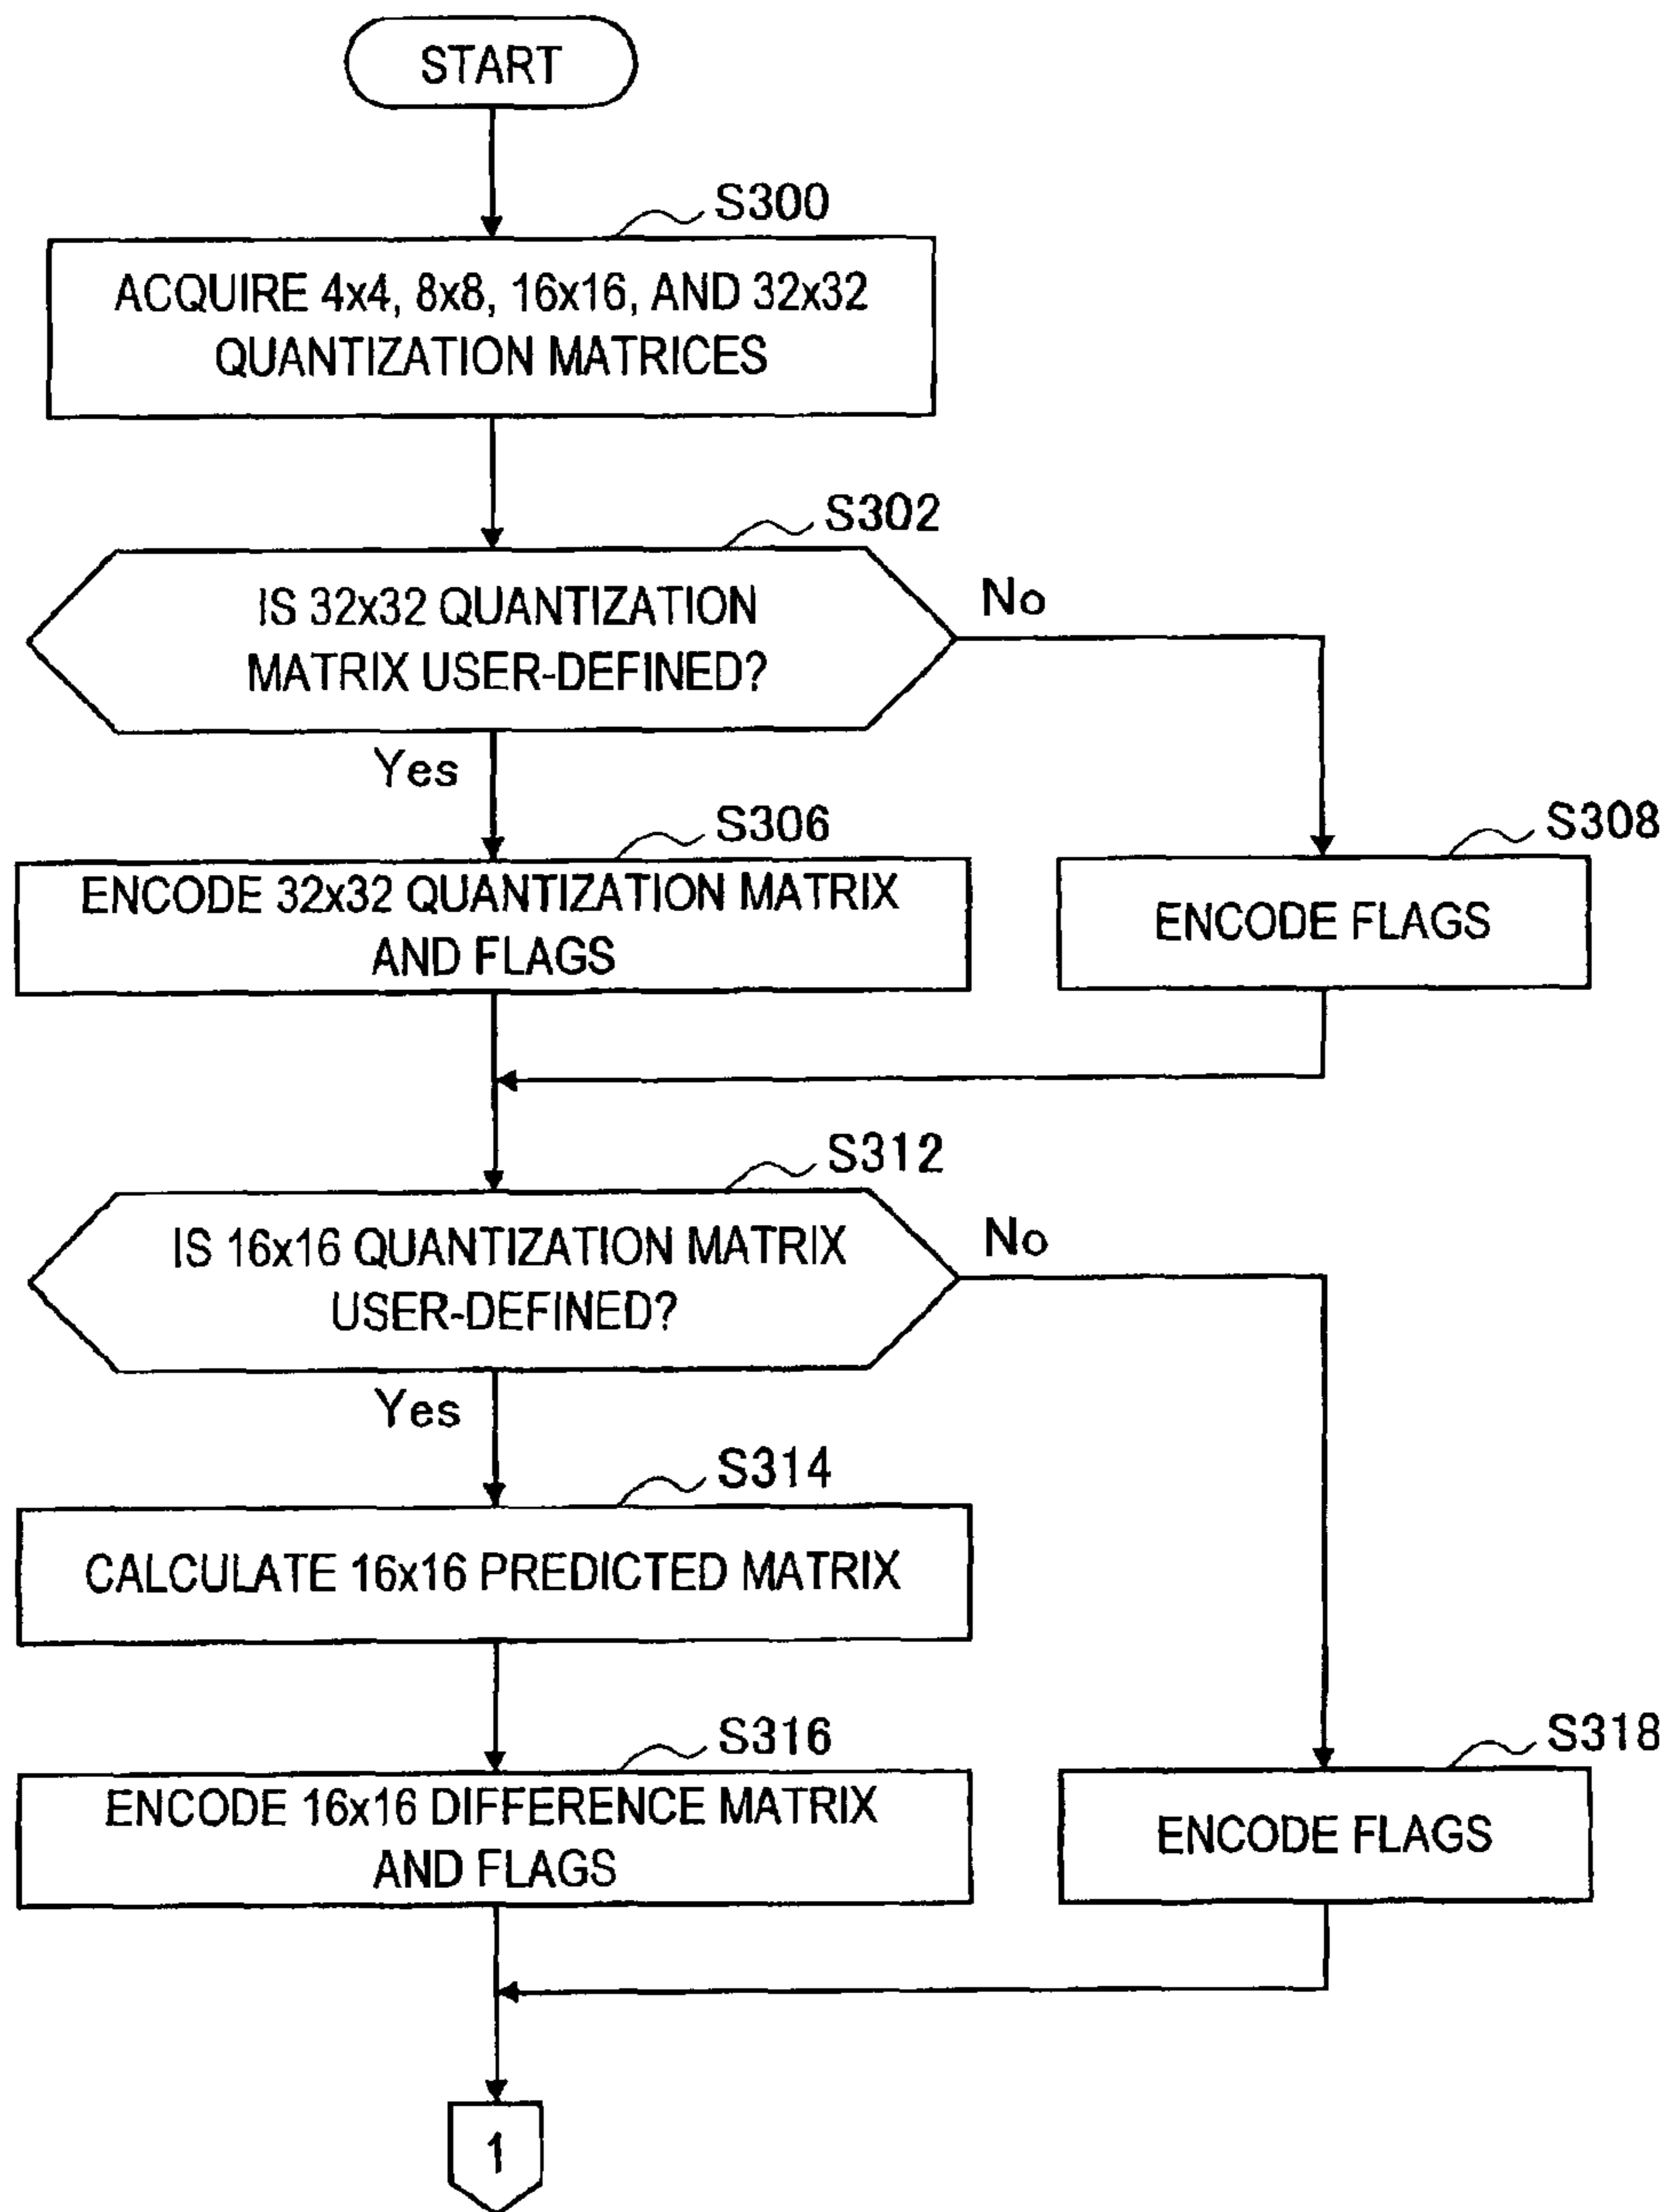 START
S300
ACQUIRE 4x4, 8x8, 16x16, AND 32x32
QUANTIZATION MATRICES
S302
IS 32x32 QUANTIZATION
MATRIX USER-DEFINED?
No
Yes
S306
ENCODE 32x32 QUANTIZATION MATRIX
AND FLAGS
S308
ENCODE FLAGS
S312
IS 16x16 QUANTIZATION MATRIX
USER-DEFINED?
No
Yes
S314
CALCULATE 16x16 PREDICTED MATRIX
S316
ENCODE 16x16 DIFFERENCE MATRIX
AND FLAGS
S318
ENCODE FLAGS
1